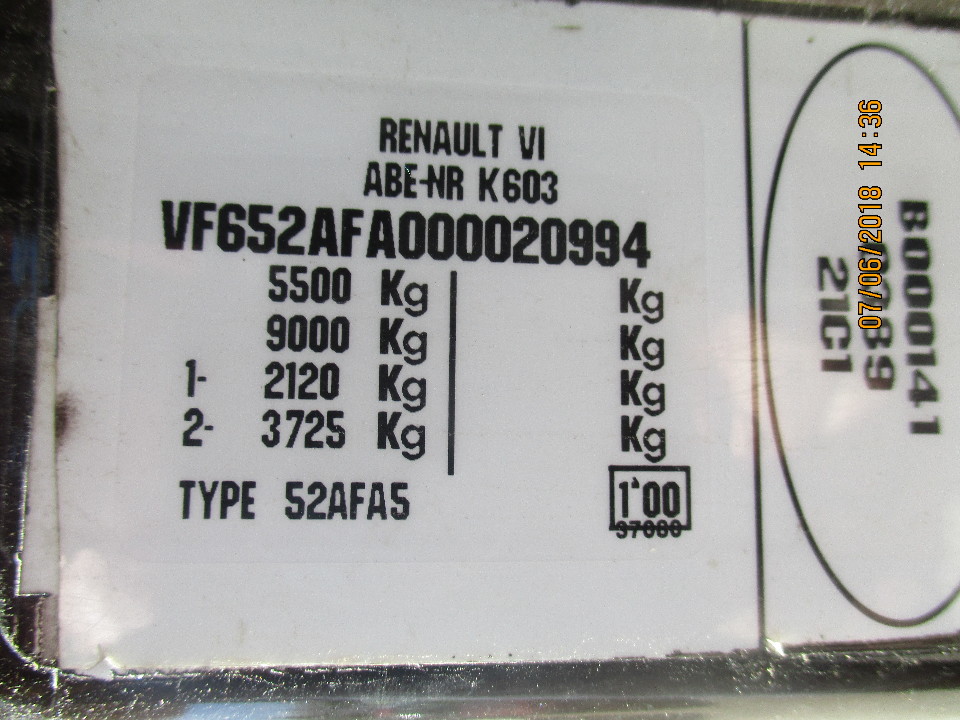 RENAULT VI
ABE-NR K603
VF652AFA000020994
5500 Kg Kg
9000 Kg Kg
1- 2120 Kg Kg
2- 3725 Kg Kg
TYPE 52AFA5
1'00
B000141
21C1
07/06/2018 14:36